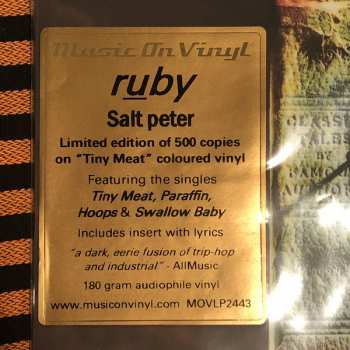 Music On Vinyl
ruby
Salt peter
Limited edition of 500 copies
on "Tiny Meat" coloured vinyl
Featuring the singles
Tiny Meat, Paraffin,
Hoops & Swallow Baby
Includes insert with lyrics
"a dark, eerie fusion of trip-hop
and industrial" - AllMusic
180 gram audiophile vinyl
www.musiconvinyl.com MOVLP2443
BY